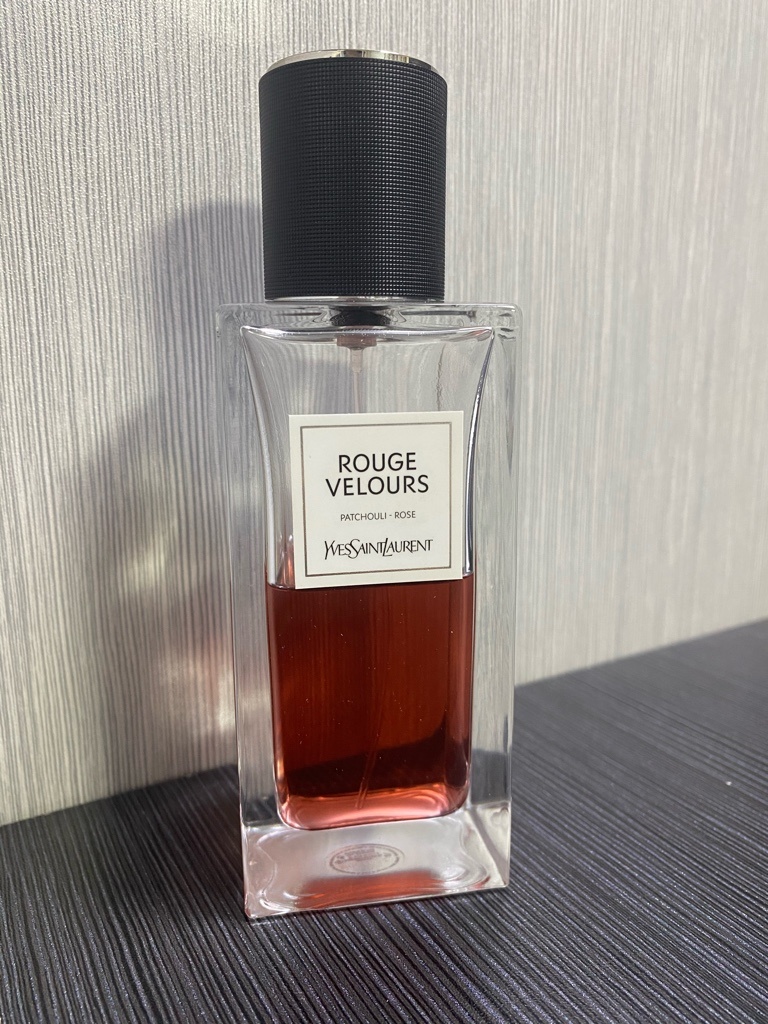 ROUGE
VELOURS
PATCHOULI - ROSE
YVESSAINTLAURENT